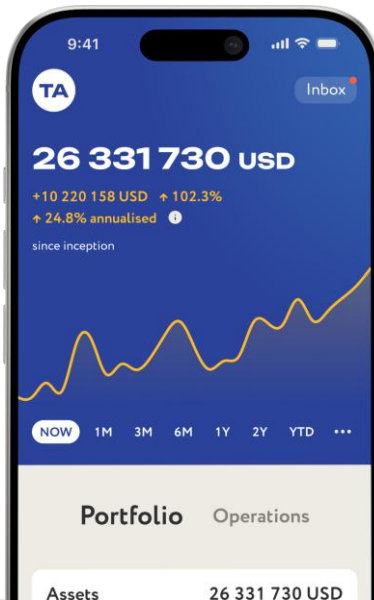 9:41
TA
Inbox
26 331 730 USD
+10 220 158 USD ↑ 102.3%
↑ 24.8% annualised i
since inception
NOW 1M 3M 6M 1Y 2Y YTD •••
Portfolio Operations
Assets 26 331 730 USD